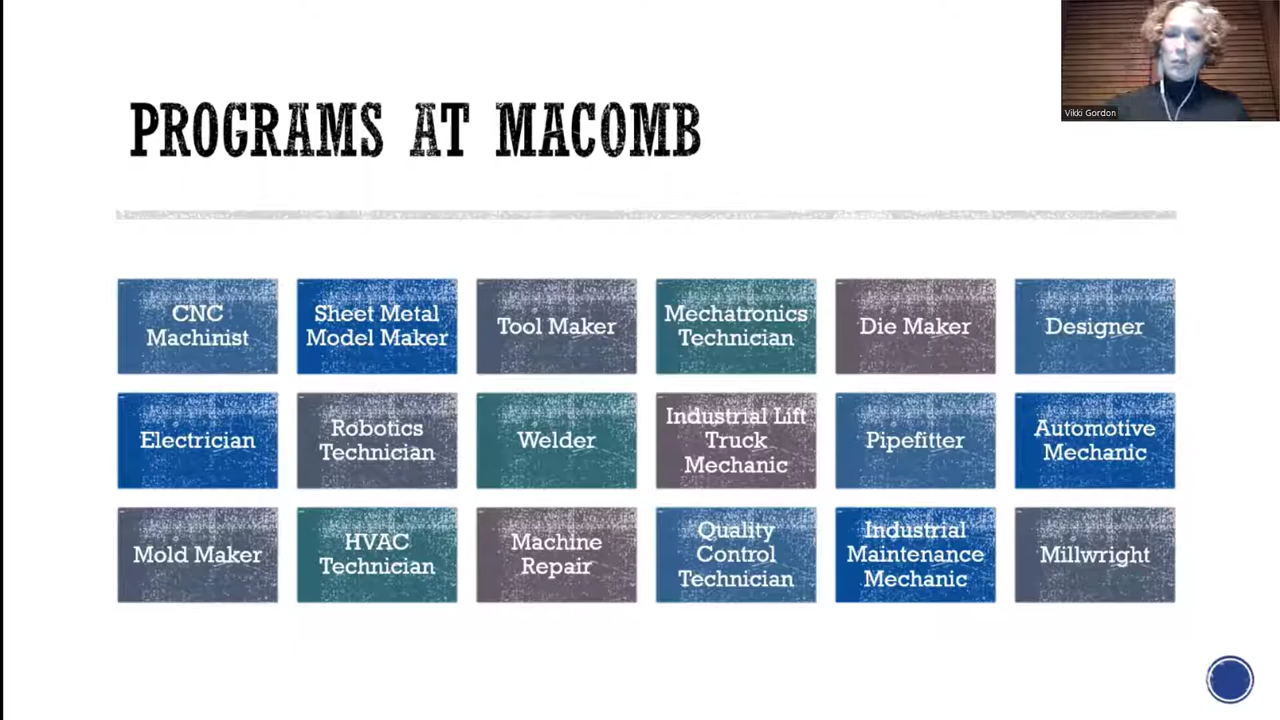 PROGRAMS AT MACOMB
Vikki Gordon
CNC
Machinist
Sheet Metal
Model Maker
Tool Maker
Mechatronics
Technician
Die Maker
Designer
Electrician
Robotics
Technician
Welder
Industrial Lift
Truck
Mechanic
Pipefitter
Automotive
Mechanic
Mold Maker
HVAC
Technician
Machine
Repair
Quality
Control
Technician
Industrial
Maintenance
Mechanic
Millwright